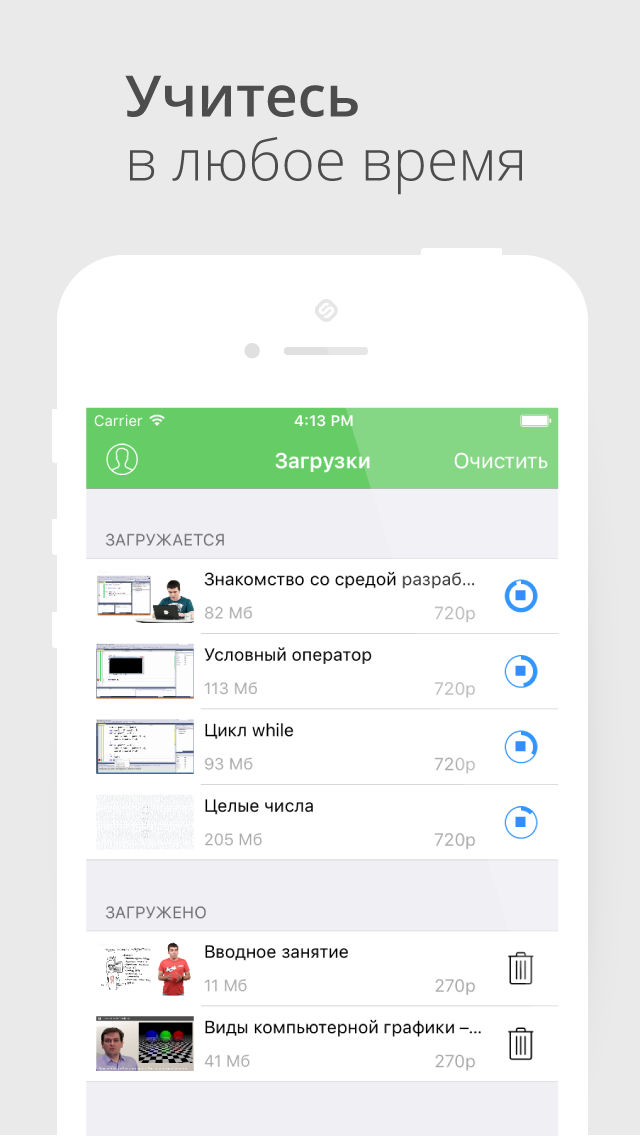 Учитесь
в любое время
Carrier 4:13 PM
Загрузки Очистить
ЗАГРУЖАЕТСЯ
Знакомство со средой разраб...
82 Мб 720p
Условный оператор
113 Мб 720p
Цикл while
93 Мб 720p
Целые числа
205 Мб 720p
ЗАГРУЖЕНО
Вводное занятие
11 Мб 270p
Виды компьютерной графики –...
41 Мб 270p